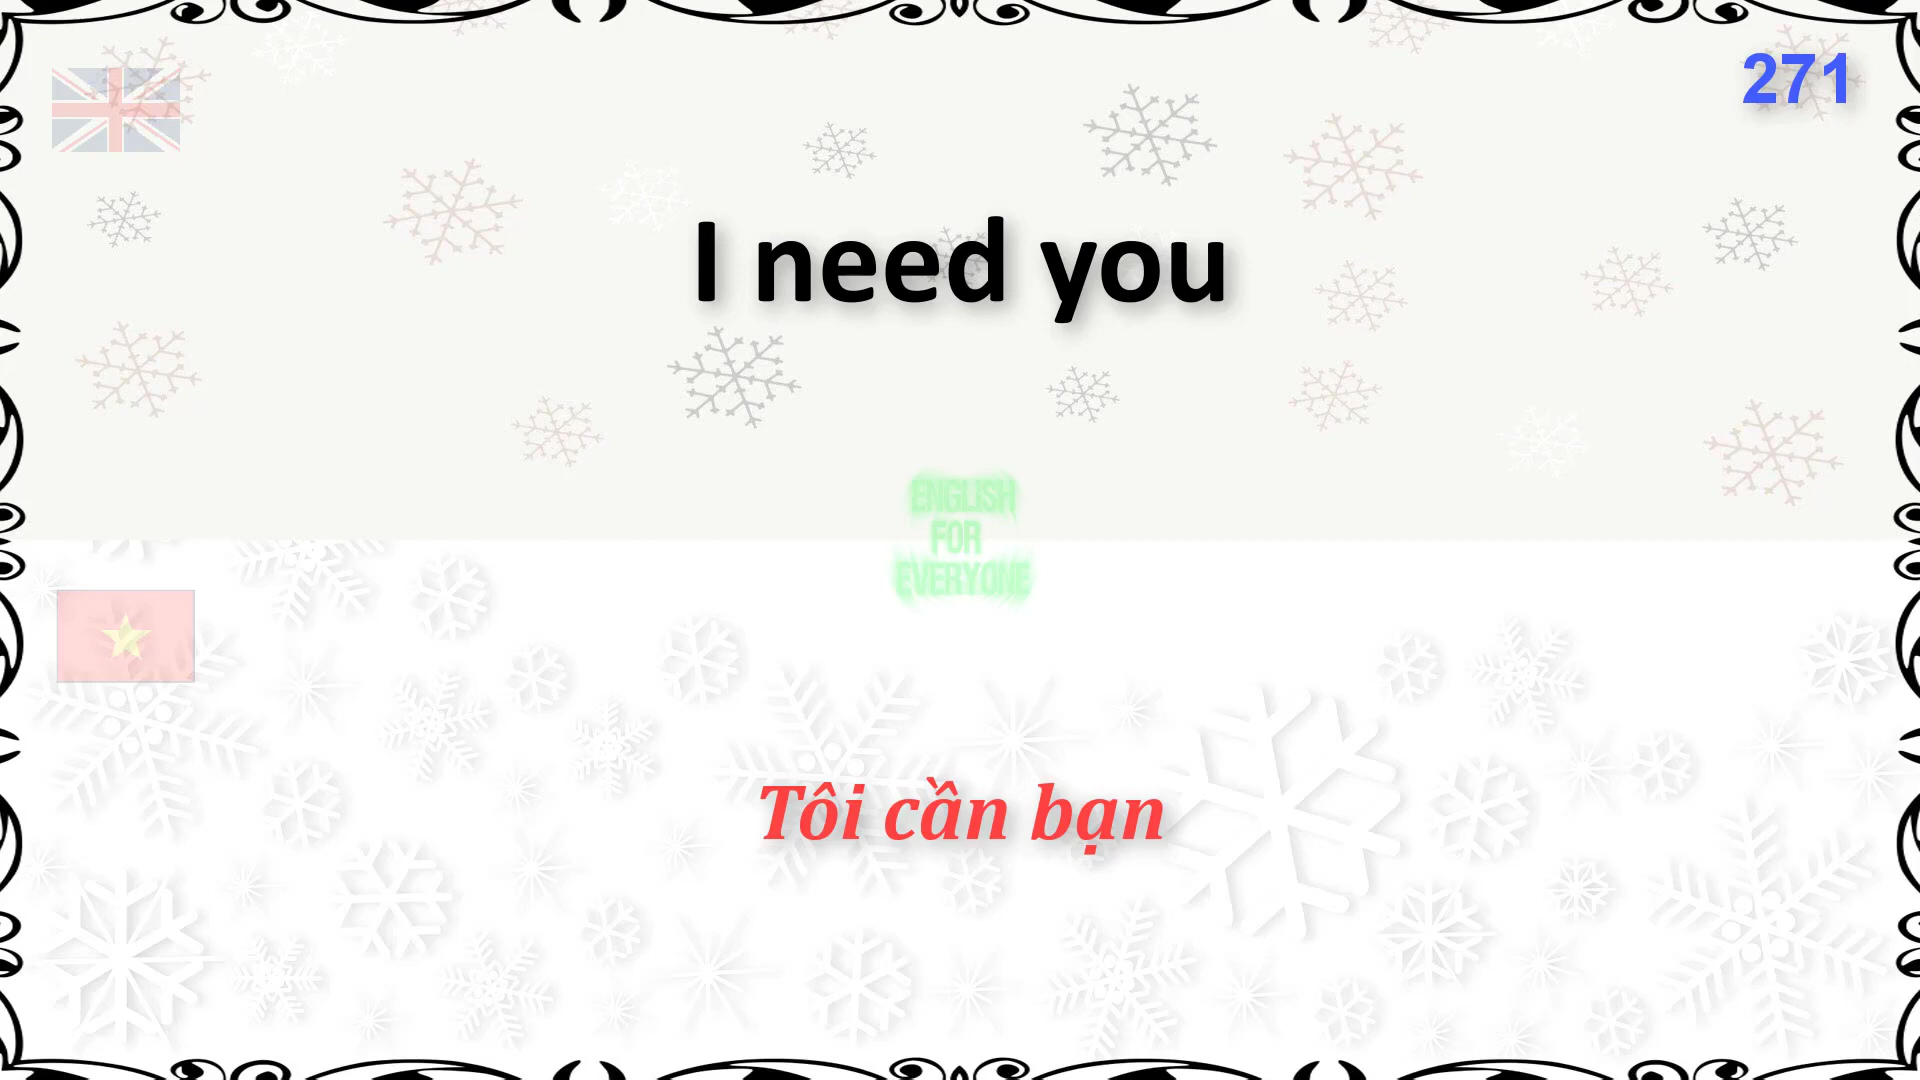 271
I need you
ENGLISH
FOR
EVERYONE
Tôi cần bạn